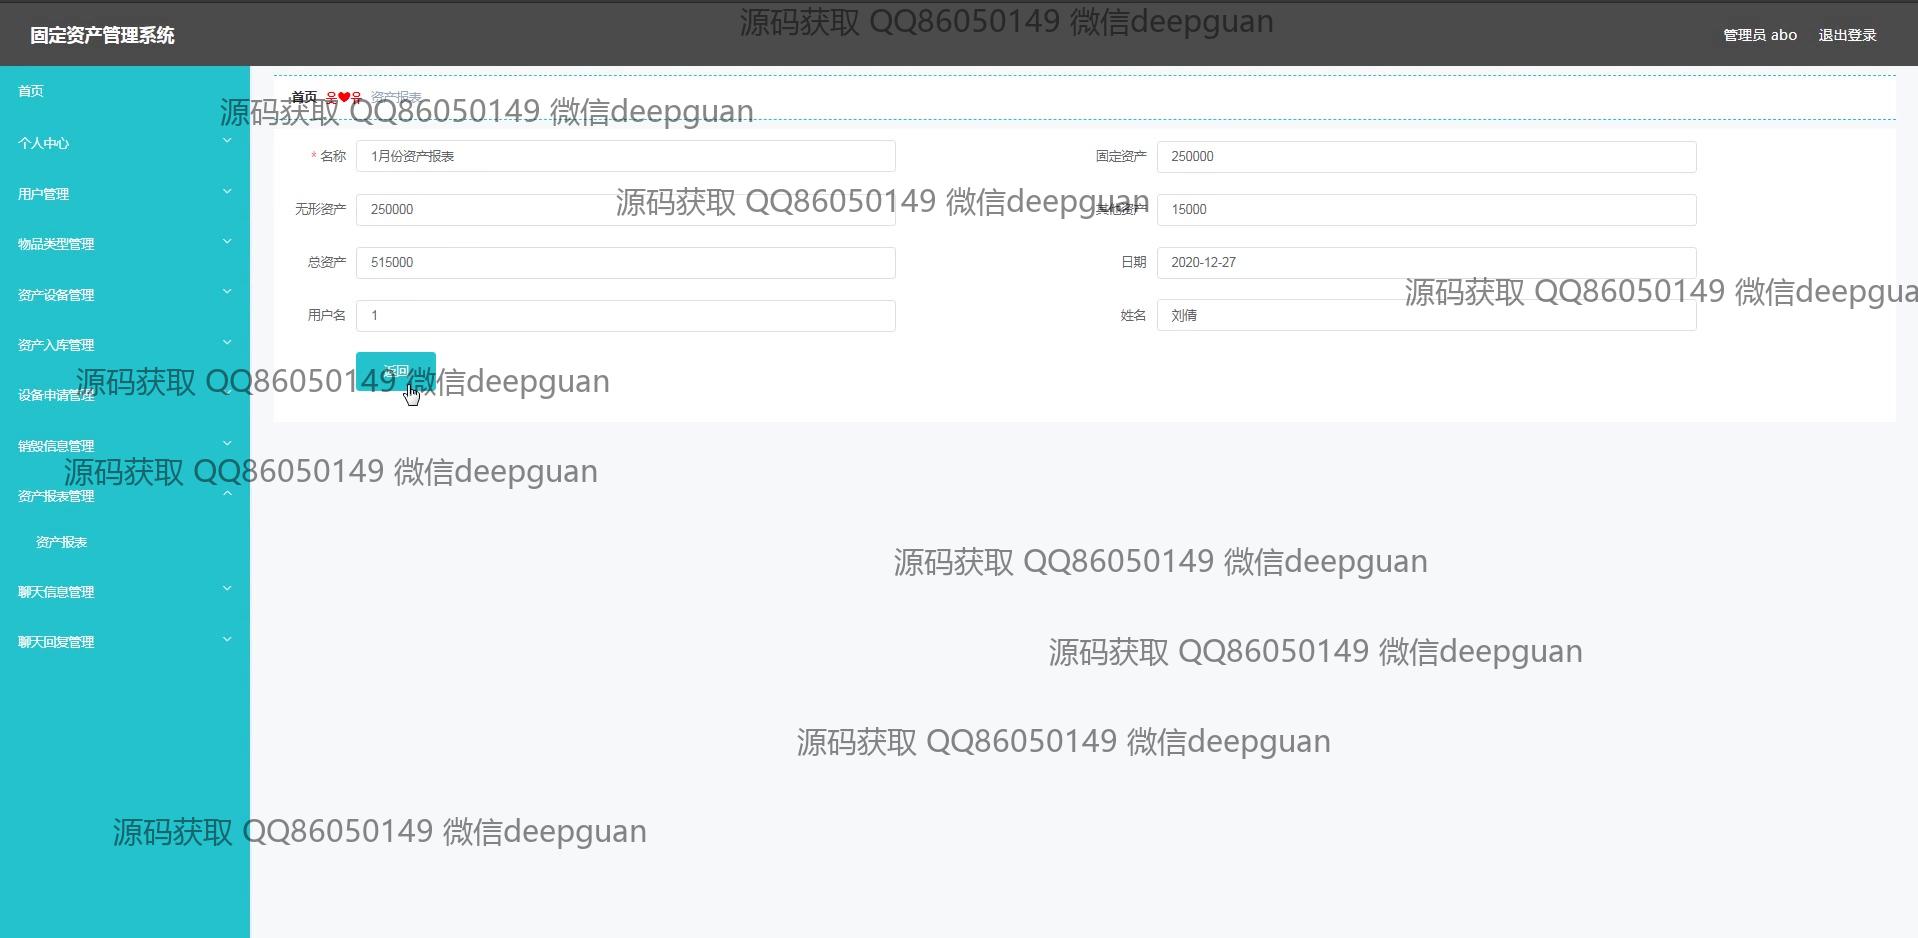 固定资产管理系统
源码获取 QQ86050149 微信deepguan
管理员 abo 退出登录
首页
首页 웃❤유 资产报表
源码获取 QQ86050149 微信deepguan
个人中心
* 名称 1月份资产报表 固定资产 250000
用户管理
源码获取 QQ86050149 微信deepguan
无形资产 250000 其他资产 15000
物品类型管理
总资产 515000 日期 2020-12-27
资产设备管理
源码获取 QQ86050149 微信deepgua
用户名 1 姓名 刘倩
资产入库管理
返回
源码获取 QQ86050149 微信deepguan
设备申请管理
销毁信息管理
源码获取 QQ86050149 微信deepguan
资产报表管理
资产报表
源码获取 QQ86050149 微信deepguan
聊天信息管理
聊天回复管理
源码获取 QQ86050149 微信deepguan
源码获取 QQ86050149 微信deepguan
源码获取 QQ86050149 微信deepguan